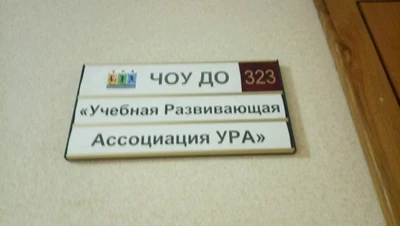 ЧОУ ДО 323
«Учебная Развивающая
Ассоциация УРА»